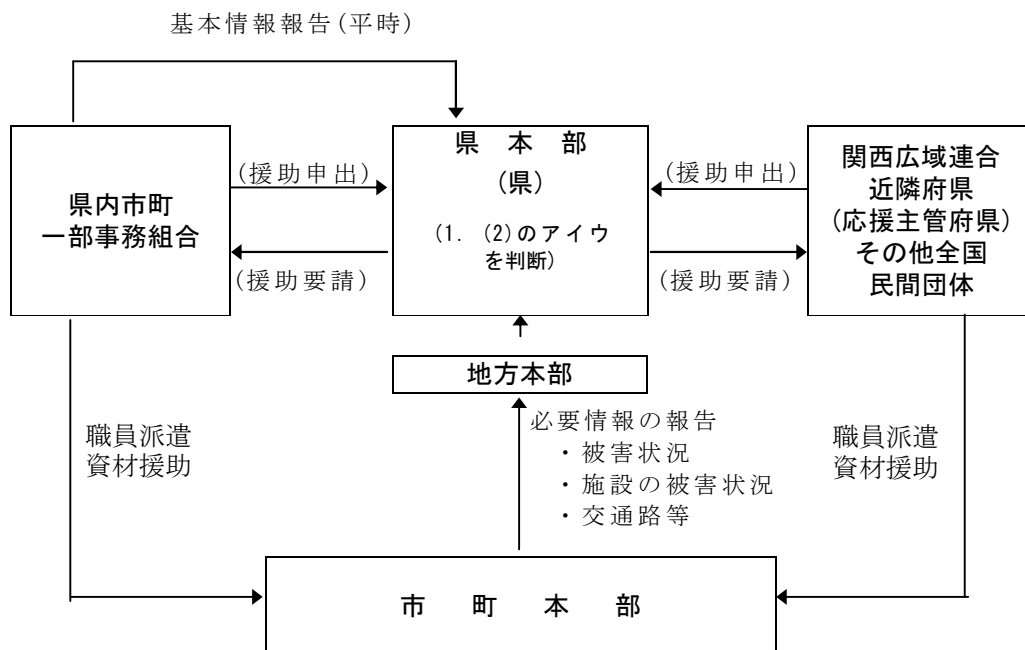 基本情報報告(平時)
県内市町
一部事務組合
(援助申出)
(援助要請)
県 本 部
(県)
(1. (2)のアイウ
を判断)
(援助申出)
(援助要請)
関西広域連合
近隣府県
(応援主管府県)
その他全国
民間団体
地方本部
職員派遣
資材援助
必要情報の報告
・被害状況
・施設の被害状況
・交通路等
職員派遣
資材援助
市 町 本 部